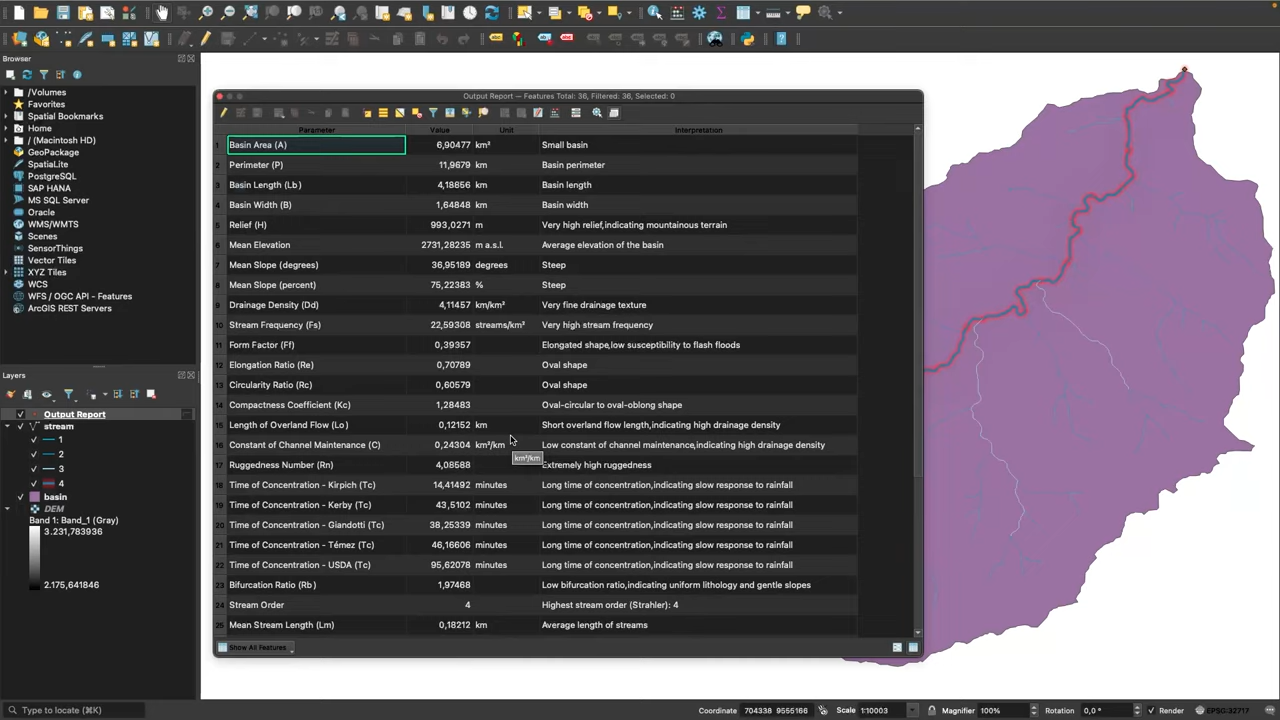 Browser
Output Report — Features Total: 36, Filtered: 36, Selected: 0
/Volumes
Favorites
Spatial Bookmarks
Home
/ (Macintosh HD)
GeoPackage
SpatiaLite
PostgreSQL
SAP HANA
MS SQL Server
Oracle
WMS/WMTS
Scenes
SensorThings
Vector Tiles
XYZ Tiles
WCS
WFS / OGC API - Features
ArcGIS REST Servers
Layers
Output Report
stream
1
2
3
4
basin
DEM
Band 1: Band_1 (Gray)
3.231,783936
2.175,641846
Parameter Value Unit Interpretation
1 Basin Area (A) 6,90477 km² Small basin
2 Perimeter (P) 11,9679 km Basin perimeter
3 Basin Length (Lb) 4,18856 km Basin length
4 Basin Width (B) 1,64848 km Basin width
5 Relief (H) 993,0271 m Very high relief,indicating mountainous terrain
6 Mean Elevation 2731,28235 m a.s.l. Average elevation of the basin
7 Mean Slope (degrees) 36,95189 degrees Steep
8 Mean Slope (percent) 75,22383 % Steep
9 Drainage Density (Dd) 4,11457 km/km² Very fine drainage texture
10 Stream Frequency (Fs) 22,59308 streams/km² Very high stream frequency
11 Form Factor (Ff) 0,39357 Elongated shape,low susceptibility to flash floods
12 Elongation Ratio (Re) 0,70789 Oval shape
13 Circularity Ratio (Rc) 0,60579 Oval shape
14 Compactness Coefficient (Kc) 1,28483 Oval-circular to oval-oblong shape
15 Length of Overland Flow (Lo) 0,12152 km Short overland flow length,indicating high drainage density
16 Constant of Channel Maintenance (C) 0,24304 km²/km Low constant of channel maintenance,indicating high drainage density
km²/km
17 Ruggedness Number (Rn) 4,08588 Extremely high ruggedness
18 Time of Concentration - Kirpich (Tc) 14,41492 minutes Long time of concentration,indicating slow response to rainfall
19 Time of Concentration - Kerby (Tc) 43,5102 minutes Long time of concentration,indicating slow response to rainfall
20 Time of Concentration - Giandotti (Tc) 38,25339 minutes Long time of concentration,indicating slow response to rainfall
21 Time of Concentration - Témez (Tc) 46,16606 minutes Long time of concentration,indicating slow response to rainfall
22 Time of Concentration - USDA (Tc) 95,62078 minutes Long time of concentration,indicating slow response to rainfall
23 Bifurcation Ratio (Rb) 1,97468 Low bifurcation ratio,indicating uniform lithology and gentle slopes
24 Stream Order 4 Highest stream order (Strahler): 4
25 Mean Stream Length (Lm) 0,18212 km Average length of streams
Show All Features
Type to locate (⌘K)
Coordinate 704338 9555166 Scale 1:10003 Magnifier 100% Rotation 0,0 ° Render EPSG:32717